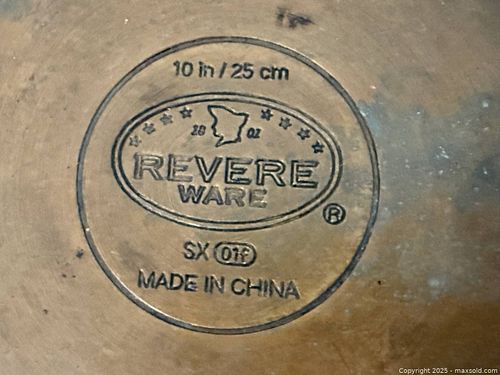 10 in / 25 cm
18 01
REVERE
WARE
®
SX 01f
MADE IN CHINA
Copyright © 2025 - maxsold.com